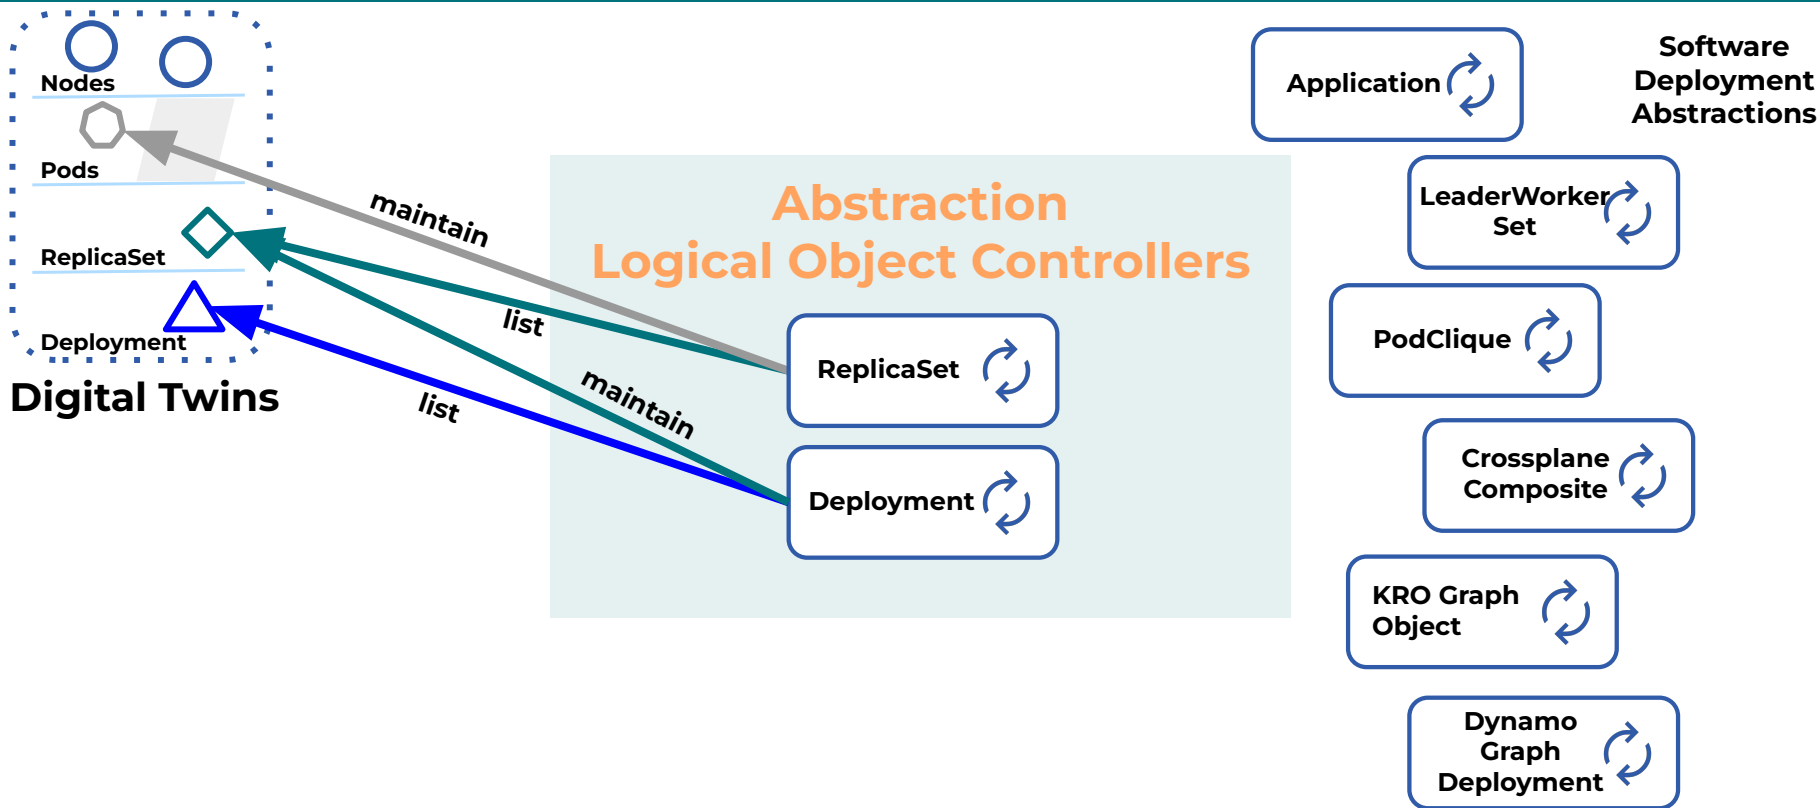 Nodes
Pods
ReplicaSet
Deployment
Digital Twins
maintain
list
maintain
list
Abstraction
Logical Object Controllers
ReplicaSet
Deployment
Application
Software
Deployment
Abstractions
LeaderWorker
Set
PodClique
Crossplane
Composite
KRO Graph
Object
Dynamo
Graph
Deployment